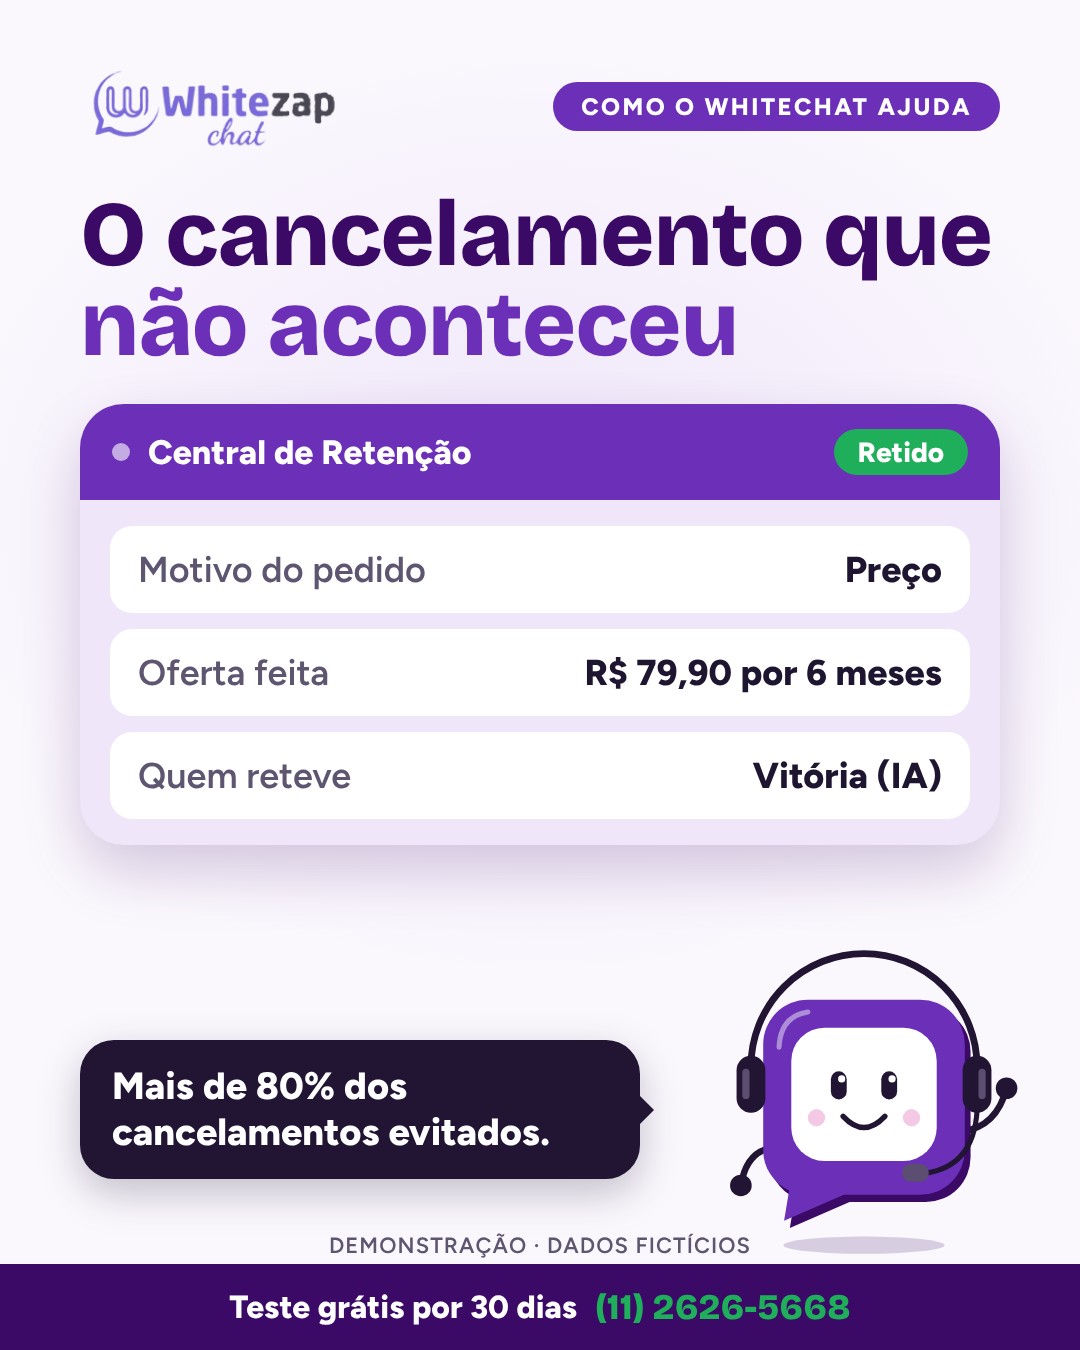 Whitezap
chat
COMO O WHITECHAT AJUDA
O cancelamento que
não aconteceu
Central de Retenção
Retido
Motivo do pedido
Preço
Oferta feita
R$ 79,90 por 6 meses
Quem reteve
Vitória (IA)
Mais de 80% dos
cancelamentos evitados.
DEMONSTRAÇÃO · DADOS FICTÍCIOS
Teste grátis por 30 dias (11) 2626-5668